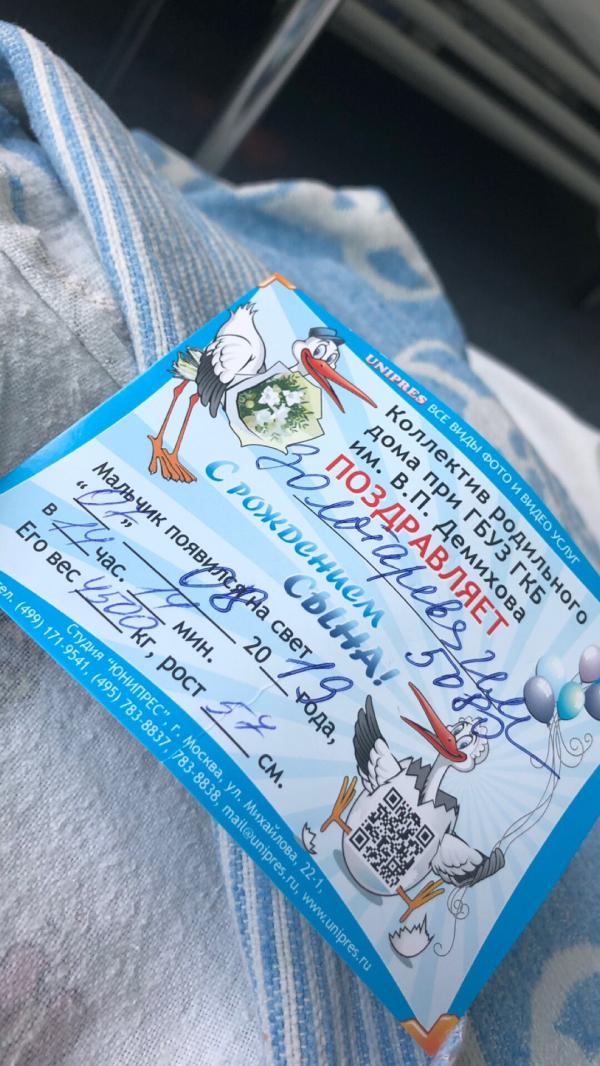 UNIPRES ВСЕ ВИДЫ ФОТО И ВИДЕО УСЛУГ
Коллектив родильного
дома при ГБУЗ ГКБ
им. В.П. Демихова
ПОЗДРАВЛЯЕТ
5080
С РОЖДЕНИЕМ
СЫНА!
Мальчик появился на свет
"07" 08 2019 года,
в 14 час. 14 мин.
Его вес 4500 кг, рост 57 см.
Студия "ЮНИПРЕС", г. Москва, ул. Михайлова, 22-1,
тел. (499) 171-9541, (495) 783-8837, 783-8838, mail@unipres.ru, www.unipres.ru